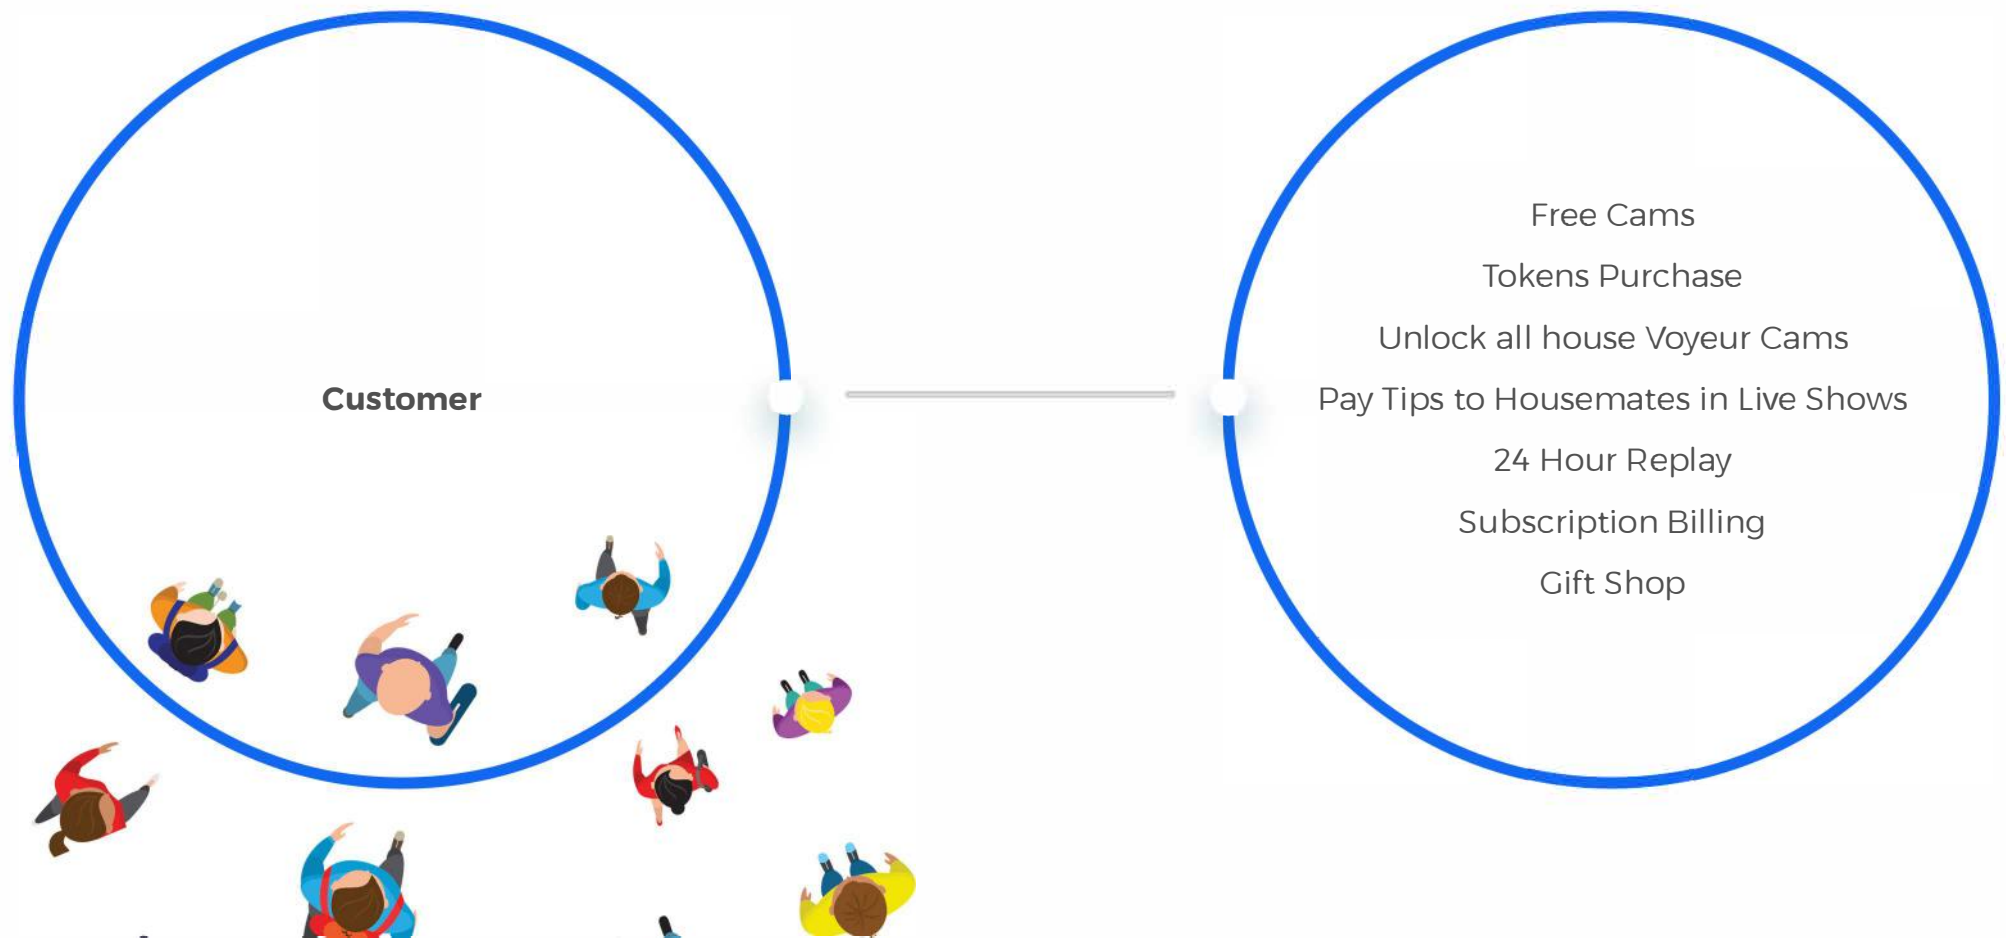 Customer
Free Cams
Tokens Purchase
Unlock all house Voyeur Cams
Pay Tips to Housemates in Live Shows
24 Hour Replay
Subscription Billing
Gift Shop